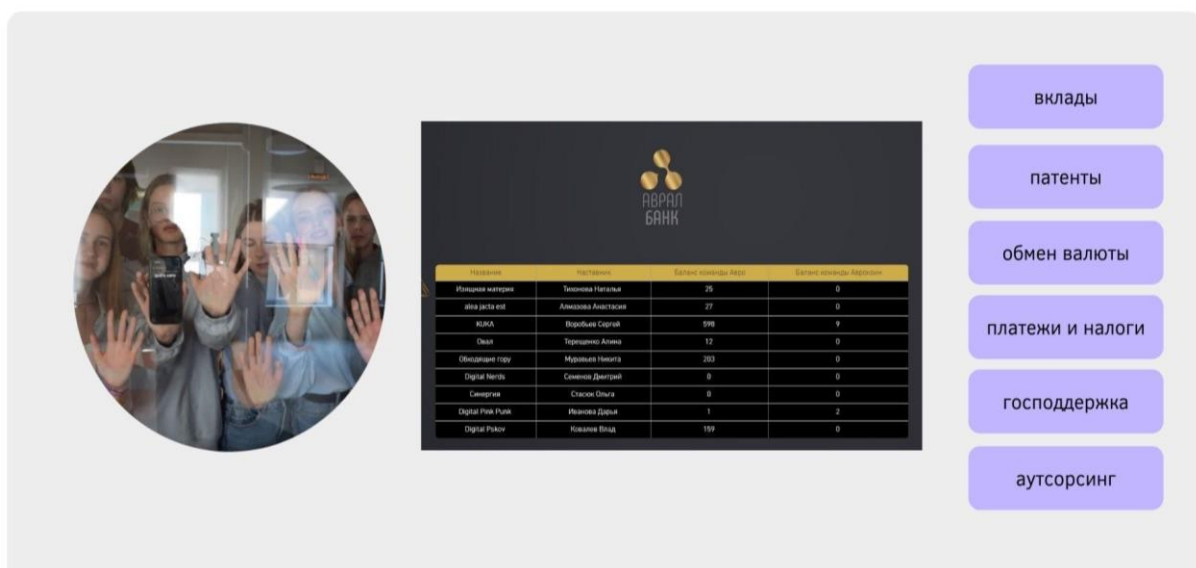 АВРАЛ
БАНК
Название Наставник Баланс команды Авро Баланс команды Аврокоин
Изящная материя Тихонова Наталья 25 0
alea jacta est Алмазова Анастасия 27 0
KUKA Воробьев Сергей 598 9
Овал Терещенко Алина 12 0
Обходящие гору Муравьев Никита 203 0
Digital Nerds Семенов Дмитрий 0 0
Синергия Стасюк Ольга 0 0
Digital Pink Punk Иванова Дарья 1 2
Digital Pskov Ковалев Влад 159 0
вклады
патенты
обмен валюты
платежи и налоги
господдержка
аутсорсинг